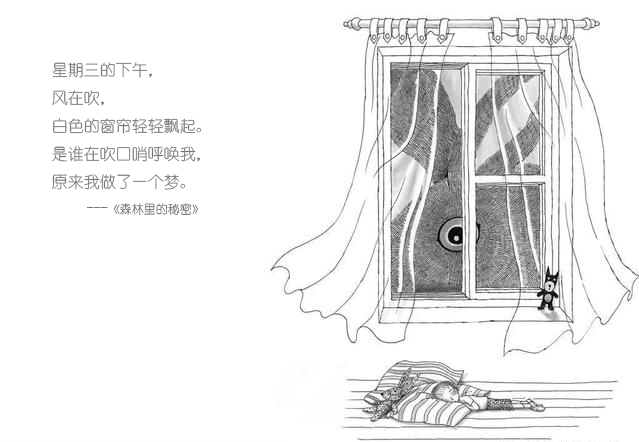 星期三的下午，
风在吹，
白色的窗帘轻轻飘起。
是谁在吹口哨呼唤我，
原来我做了一个梦。
---《森林里的秘密》